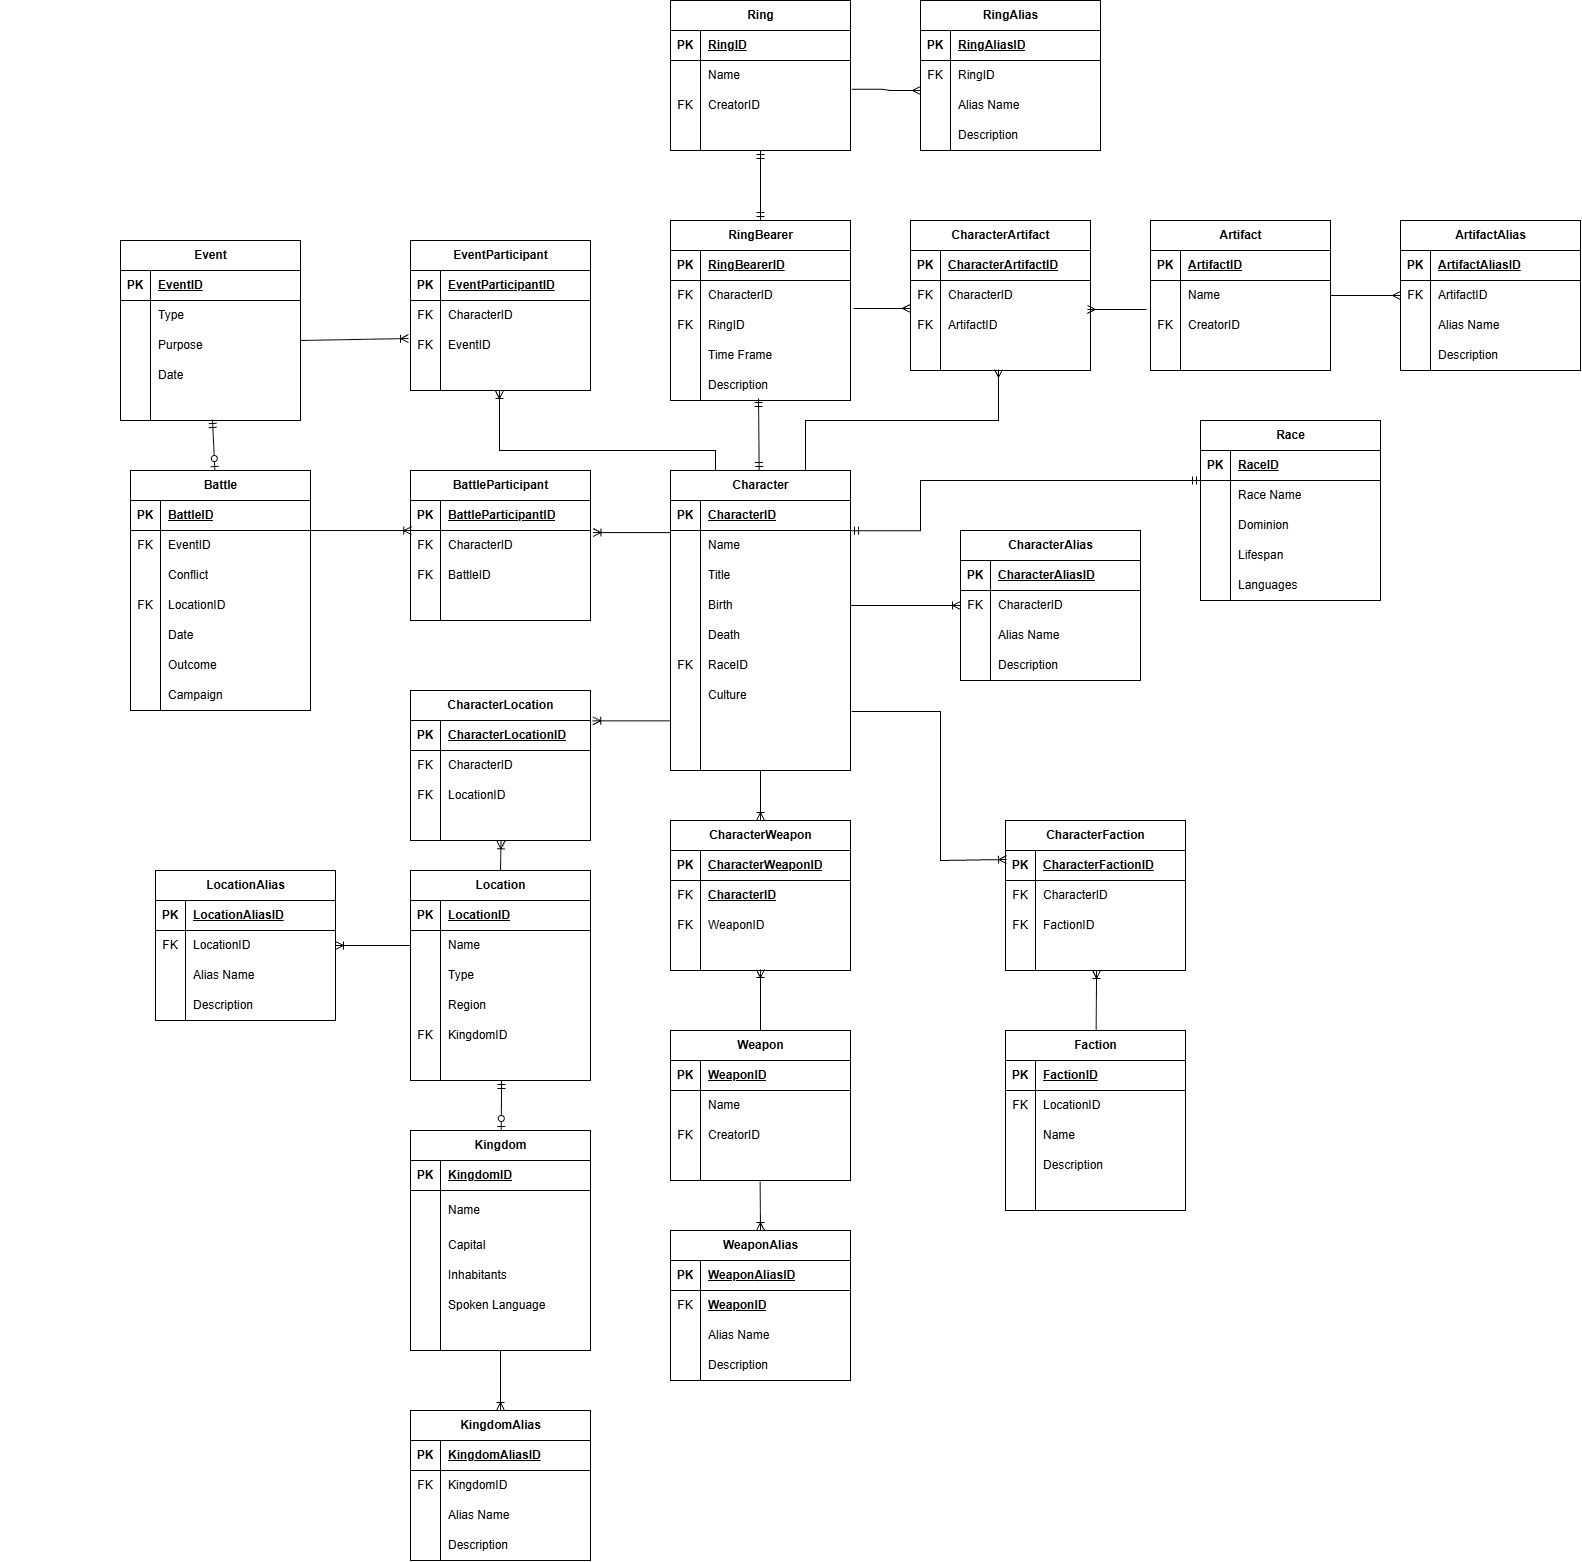 Ring
PK RingID
Name
FK CreatorID
RingAlias
PK RingAliasID
FK RingID
Alias Name
Description
Event
PK EventID
Type
Purpose
Date
EventParticipant
PK EventParticipantID
FK CharacterID
FK EventID
RingBearer
PK RingBearerID
FK CharacterID
FK RingID
Time Frame
Description
CharacterArtifact
PK CharacterArtifactID
FK CharacterID
FK ArtifactID
Artifact
PK ArtifactID
Name
FK CreatorID
ArtifactAlias
PK ArtifactAliasID
FK ArtifactID
Alias Name
Description
Battle
PK BattleID
FK EventID
Conflict
FK LocationID
Date
Outcome
Campaign
BattleParticipant
PK BattleParticipantID
FK CharacterID
FK BattleID
Character
PK CharacterID
Name
Title
Birth
Death
FK RaceID
Culture
Race
PK RaceID
Race Name
Dominion
Lifespan
Languages
CharacterAlias
PK CharacterAliasID
FK CharacterID
Alias Name
Description
CharacterLocation
PK CharacterLocationID
FK CharacterID
FK LocationID
CharacterWeapon
PK CharacterWeaponID
FK CharacterID
FK WeaponID
CharacterFaction
PK CharacterFactionID
FK CharacterID
FK FactionID
LocationAlias
PK LocationAliasID
FK LocationID
Alias Name
Description
Location
PK LocationID
Name
Type
Region
FK KingdomID
Weapon
PK WeaponID
Name
FK CreatorID
Faction
PK FactionID
FK LocationID
Name
Description
Kingdom
PK KingdomID
Name
Capital
Inhabitants
Spoken Language
WeaponAlias
PK WeaponAliasID
FK WeaponID
Alias Name
Description
KingdomAlias
PK KingdomAliasID
FK KingdomID
Alias Name
Description